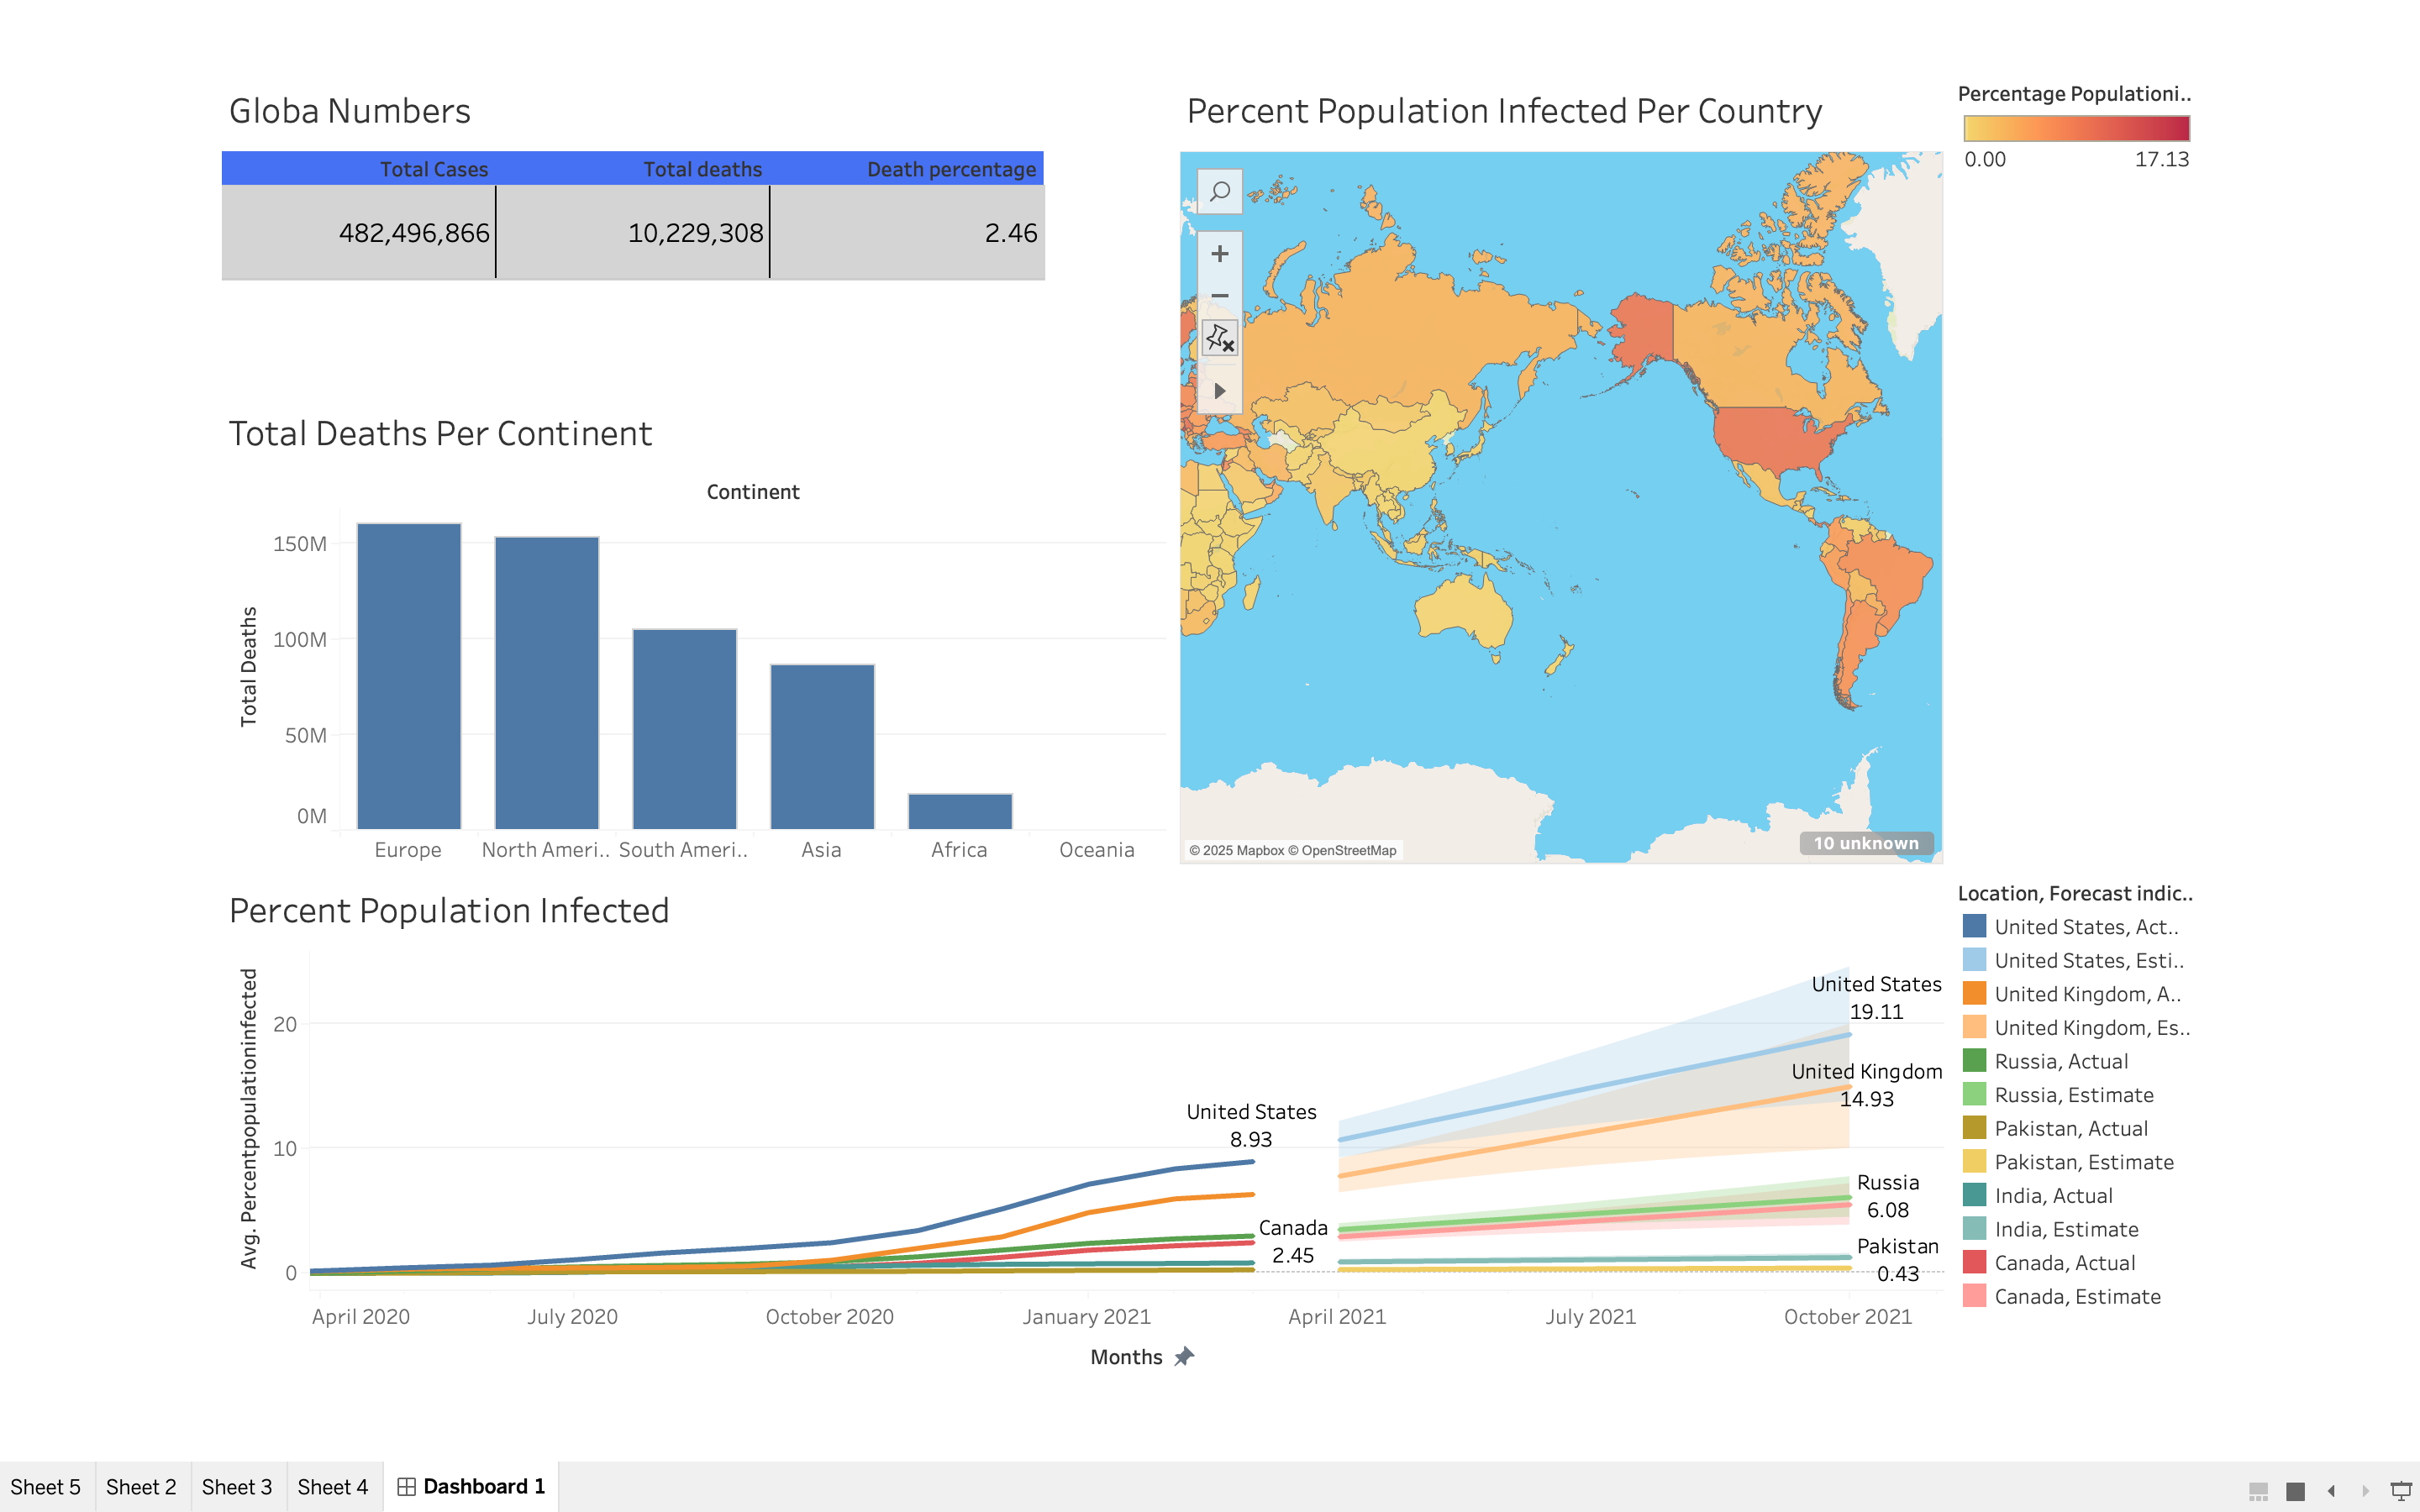 Globa Numbers
Total Cases Total deaths Death percentage
482,496,866 10,229,308 2.46
Percent Population Infected Per Country
Percentage Populationi..
0.00 17.13
© 2025 Mapbox © OpenStreetMap
10 unknown
Total Deaths Per Continent
Continent
Total Deaths
150M
100M
50M
0M
Europe North Ameri.. South Ameri.. Asia Africa Oceania
Percent Population Infected
Avg. Percentpopulationinfected
20
10
0
United States
8.93
Canada
2.45
United States
19.11
United Kingdom
14.93
Russia
6.08
Pakistan
0.43
April 2020 July 2020 October 2020 January 2021 April 2021 July 2021 October 2021
Months
Location, Forecast indic..
United States, Act..
United States, Esti..
United Kingdom, A..
United Kingdom, Es..
Russia, Actual
Russia, Estimate
Pakistan, Actual
Pakistan, Estimate
India, Actual
India, Estimate
Canada, Actual
Canada, Estimate
Sheet 5 Sheet 2 Sheet 3 Sheet 4 Dashboard 1